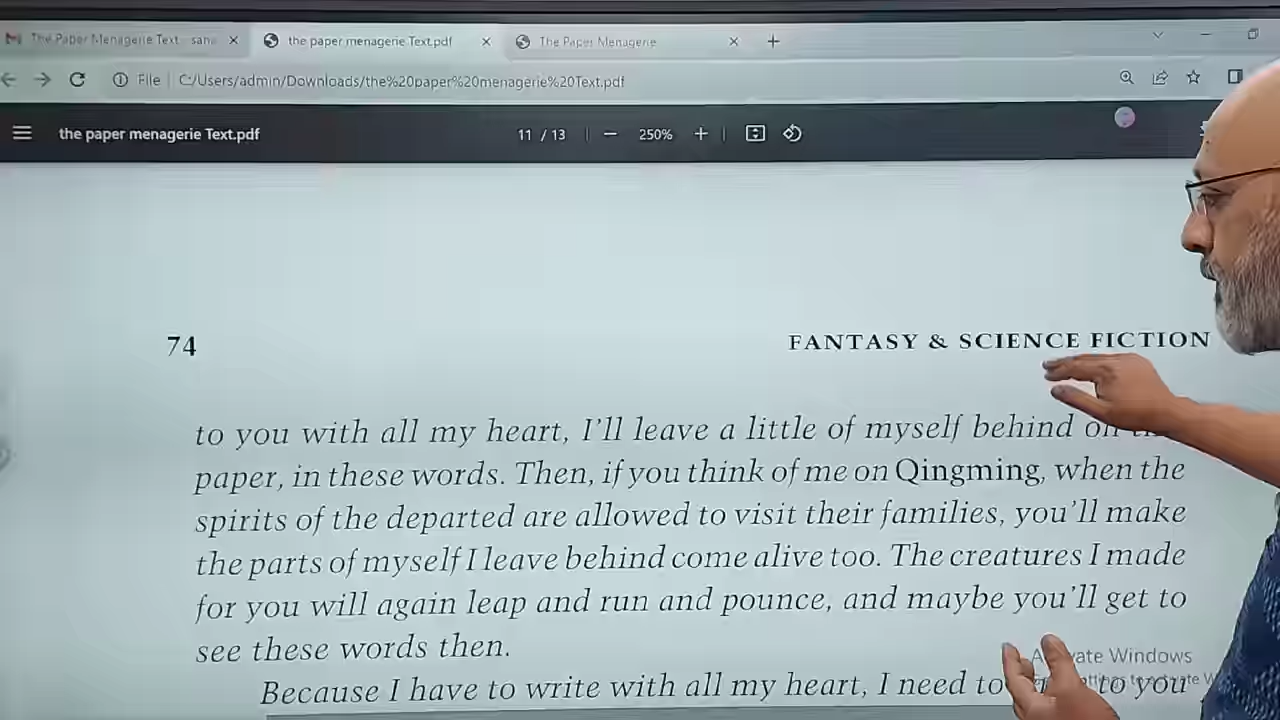 The Paper Menagerie Text - sana
the paper menagerie Text.pdf
The Paper Menagerie
File
C:/Users/admin/Downloads/the%20paper%20menagerie%20Text.pdf
the paper menagerie Text.pdf
11 / 13
250%
74
FANTASY & SCIENCE FICTION
to you with all my heart, I'll leave a little of myself behind on
paper, in these words. Then, if you think of me on Qingming, when the
spirits of the departed are allowed to visit their families, you'll make
the parts of myself I leave behind come alive too. The creatures I made
for you will again leap and run and pounce, and maybe you'll get to
see these words then.
Because I have to write with all my heart, I need to to you
Activate Windows